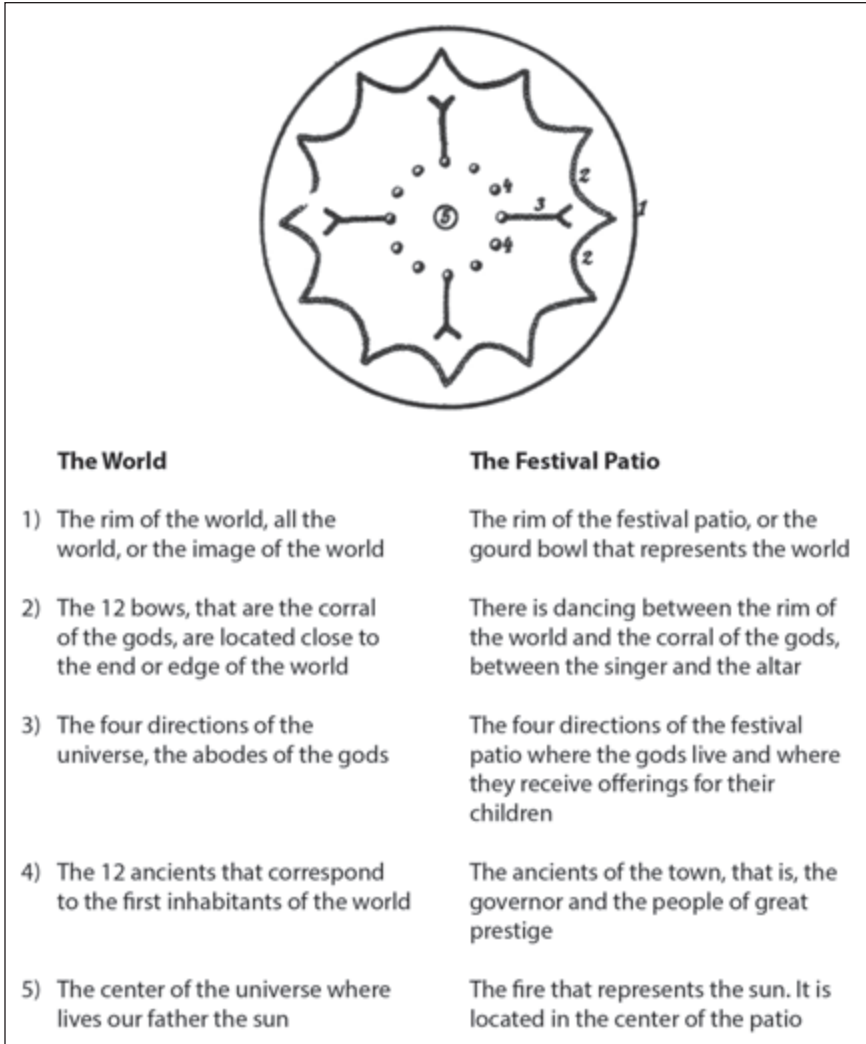 4
2
3
5
1
4
2
The World
The Festival Patio
1) The rim of the world, all the
world, or the image of the world
The rim of the festival patio, or the
gourd bowl that represents the world
2) The 12 bows, that are the corral
of the gods, are located close to
the end or edge of the world
There is dancing between the rim of
the world and the corral of the gods,
between the singer and the altar
3) The four directions of the
universe, the abodes of the gods
The four directions of the festival
patio where the gods live and where
they receive offerings for their
children
4) The 12 ancients that correspond
to the first inhabitants of the world
The ancients of the town, that is, the
governor and the people of great
prestige
5) The center of the universe where
lives our father the sun
The fire that represents the sun. It is
located in the center of the patio